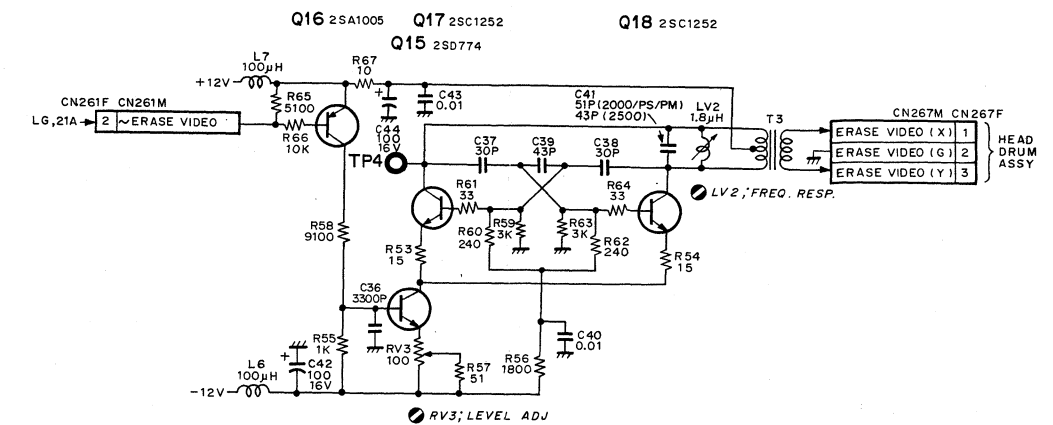 Q16 2SA1005 Q17 2SC1252 Q18 2SC1252
Q15 2SD774
L7
100μH
+12V
R67
10
R65
5100
CN261F CN261M
LG,21A
2 ~ERASE VIDEO
R66
10K
C44
100
16V
C43
0.01
TP4
C41
51P (2000/PS/PM)
43P (2500)
LV2
1.8μH
T3
CN267M CN267F
ERASE VIDEO (X) 1
ERASE VIDEO (G) 2
ERASE VIDEO (Y) 3
HEAD
DRUM
ASSY
C37
30P
C39
43P
C38
30P
LV2; FREQ. RESP.
R61
33
R64
33
R58
9100
R60
240
R59
3K
R63
3K
R62
240
R53
15
R54
15
C36
3300P
R55
1K
RV3
100
R57
51
R56
1800
C40
0.01
L6
100μH
-12V
C42
100
16V
RV3; LEVEL ADJ